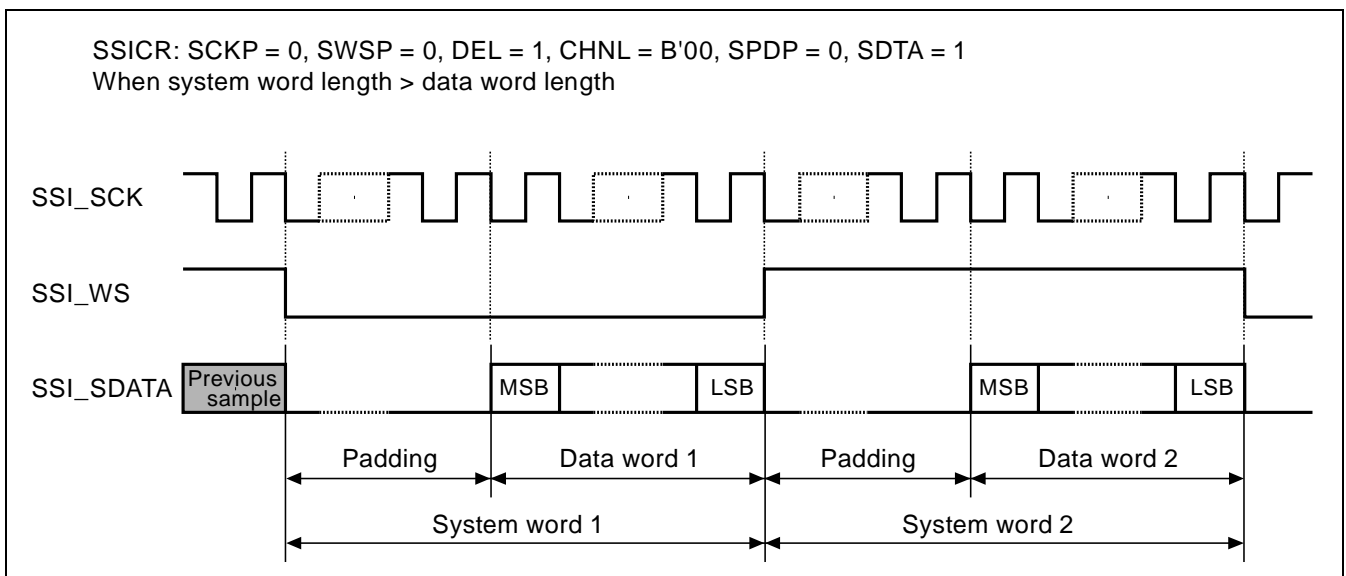 SSICR: SCKP = 0, SWSP = 0, DEL = 1, CHNL = B'00, SPDP = 0, SDTA = 1
When system word length > data word length
SSI_SCK
SSI_WS
SSI_SDATA
Previous
sample
MSB
LSB
MSB
LSB
Padding
Data word 1
Padding
Data word 2
System word 1
System word 2